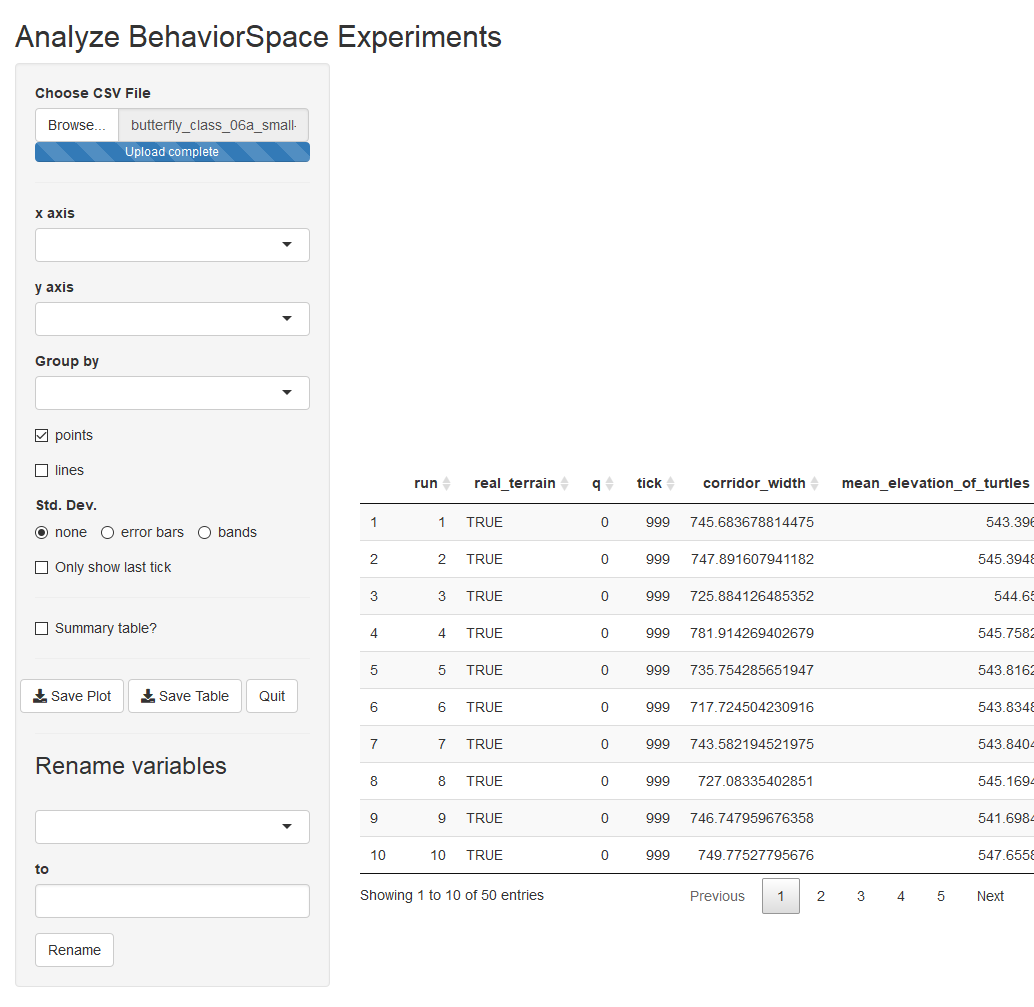 Analyze BehaviorSpace Experiments
Choose CSV File
Browse... butterfly_class_06a_small-
Upload complete
x axis
y axis
Group by
points
lines
Std. Dev.
none error bars bands
Only show last tick
Summary table?
Save Plot Save Table Quit
Rename variables
to
Rename
run real_terrain q tick corridor_width mean_elevation_of_turtles
1 1 TRUE 0 999 745.683678814475 543.396
2 2 TRUE 0 999 747.891607941182 545.3948
3 3 TRUE 0 999 725.884126485352 544.65
4 4 TRUE 0 999 781.914269402679 545.7582
5 5 TRUE 0 999 735.754285651947 543.8162
6 6 TRUE 0 999 717.724504230916 543.8348
7 7 TRUE 0 999 743.582194521975 543.8404
8 8 TRUE 0 999 727.08335402851 545.1694
9 9 TRUE 0 999 746.747959676358 541.6984
10 10 TRUE 0 999 749.77527795676 547.6558
Showing 1 to 10 of 50 entries
Previous 1 2 3 4 5 Next